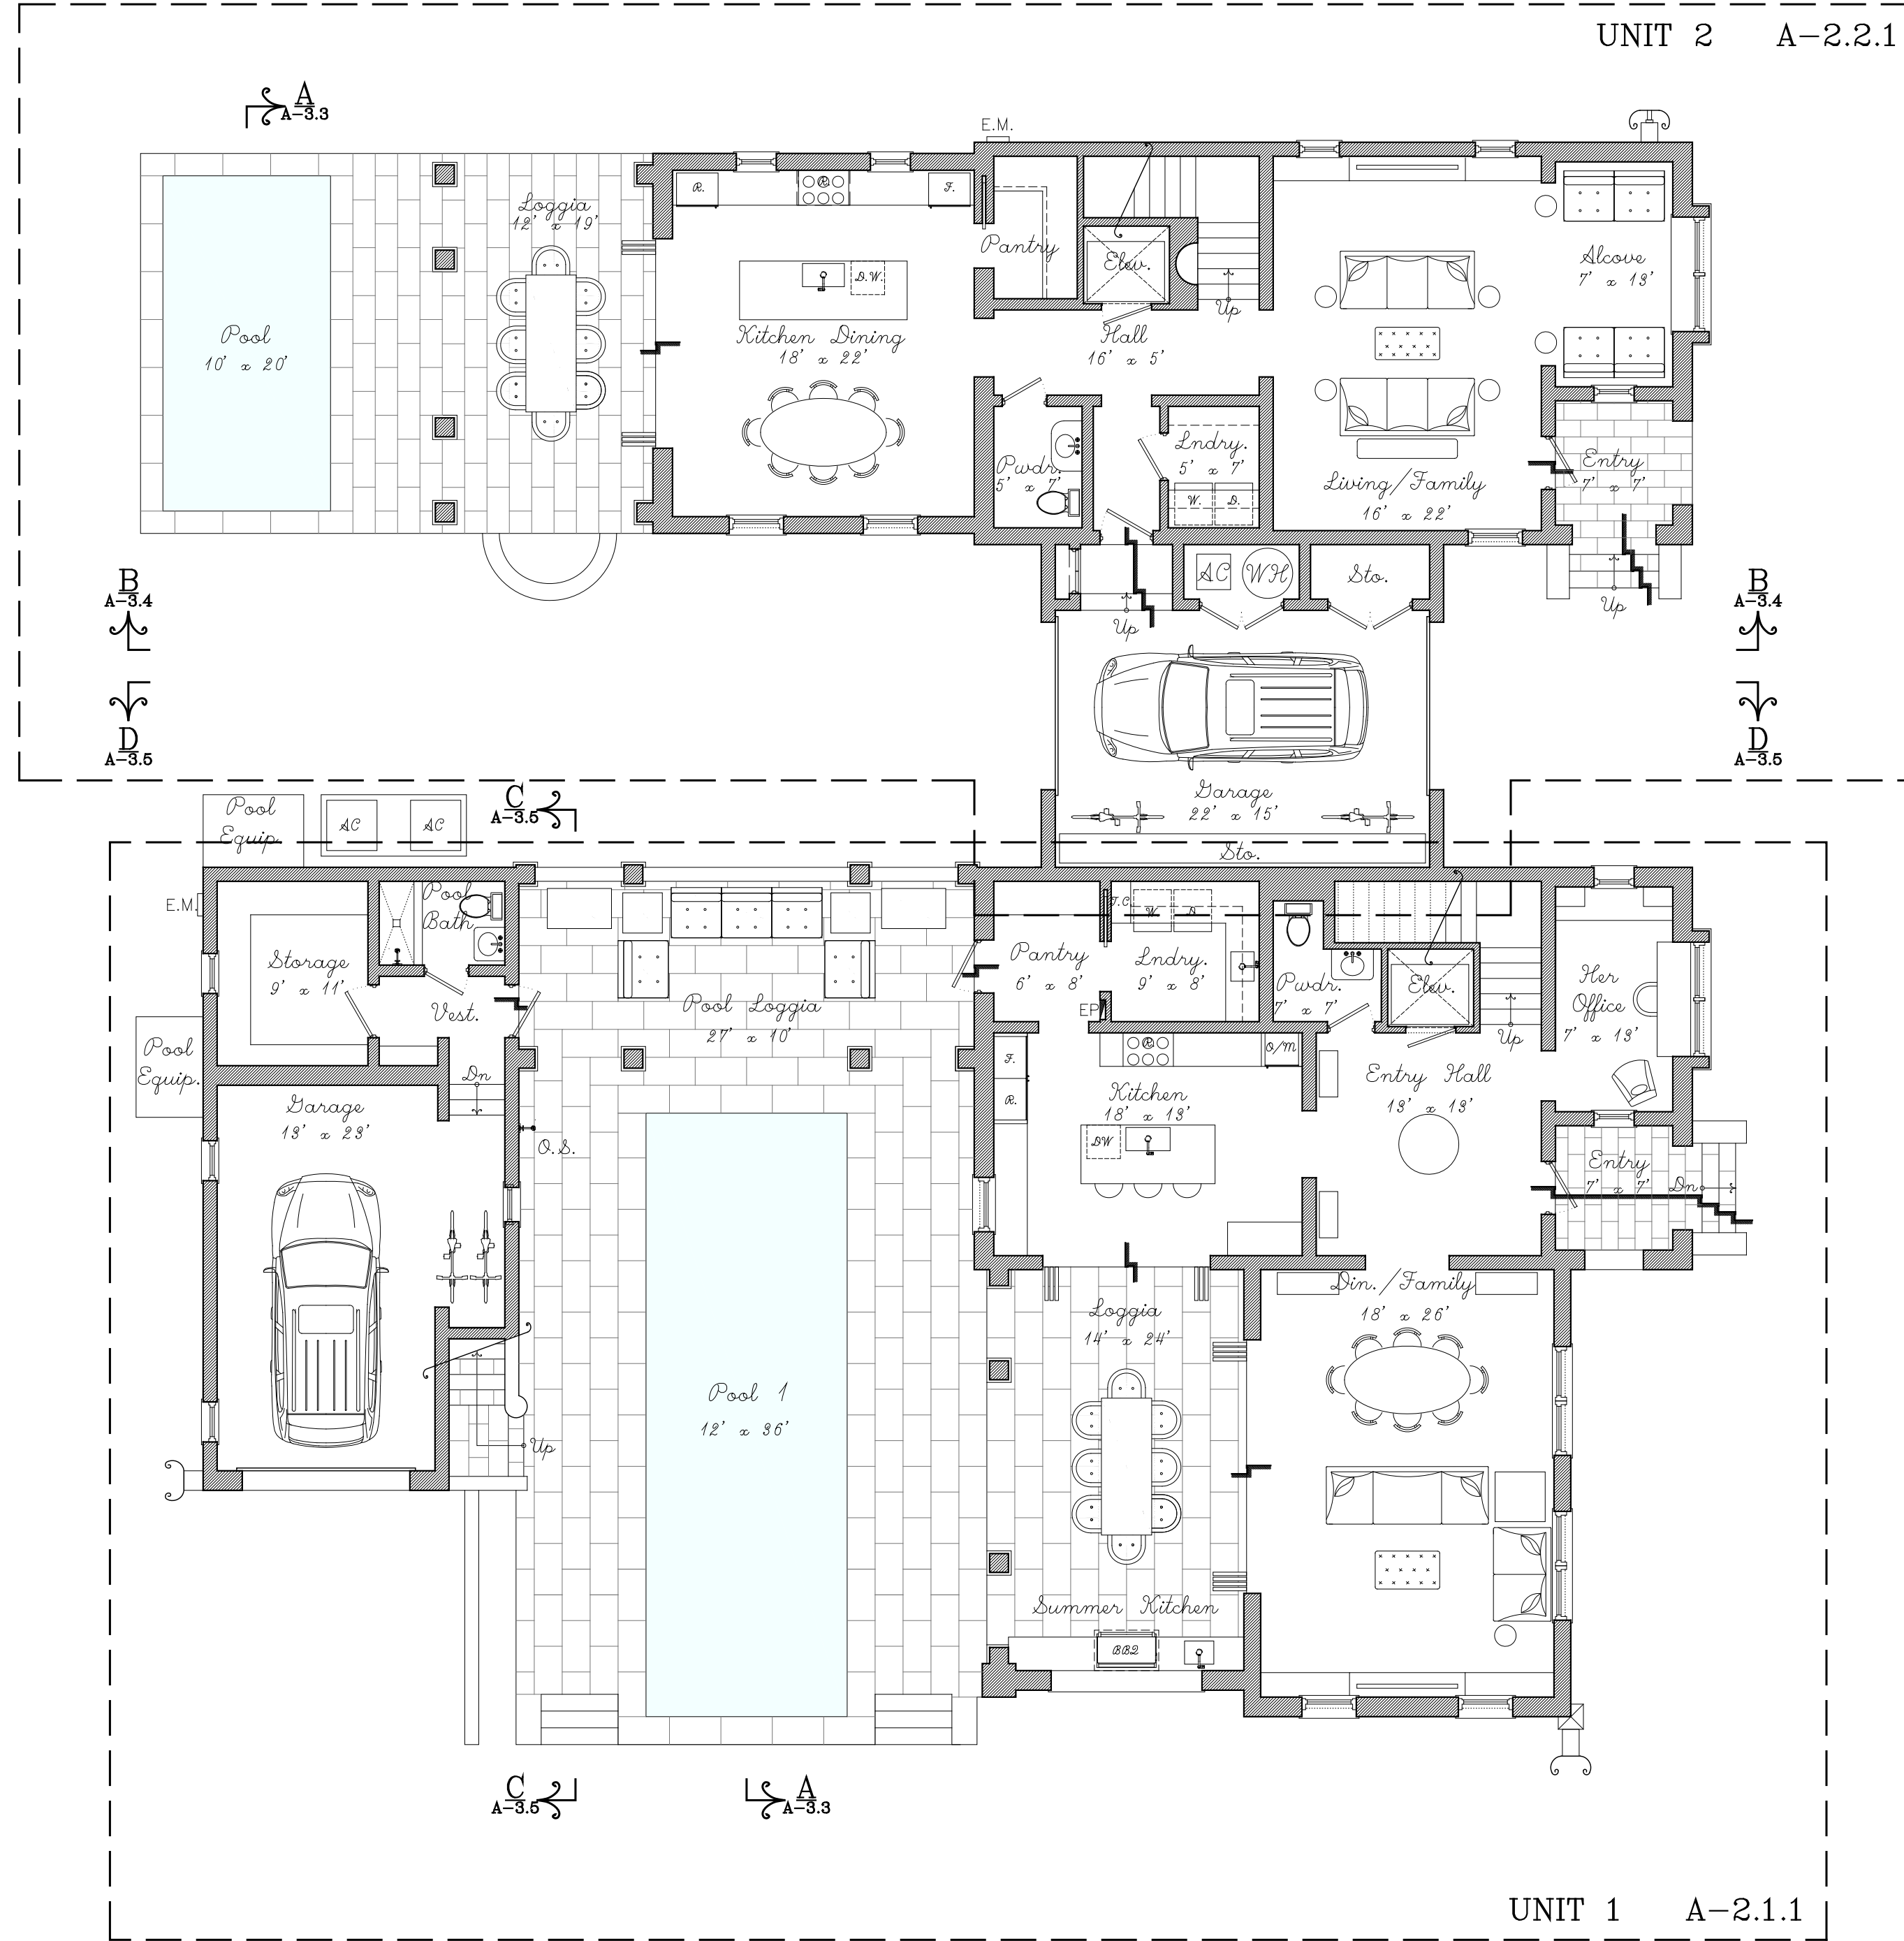 UNIT 2 A-2.2.1
A
A-3.3
E.M.
Loggia
12' x 19'
R.
R.
F.
Pantry
Elev.
Up
Alcove
7' x 13'
D.W.
Pool
10' x 20'
Kitchen Dining
18' x 22'
Hall
16' x 5'
Pwdr.
5' x 7'
Lndry.
5' x 7'
W.
D.
Living/Family
16' x 22'
Entry
7' x 7'
Up
B
A-3.4
AC
WH
Sto.
Up
B
A-3.4
D
A-3.5
D
A-3.5
Garage
22' x 15'
Sto.
C
A-3.5
Pool
Equip.
AC
AC
E.M.
Pool
Bath
Storage
9' x 11'
Vest.
Pool Loggia
27' x 10'
Pantry
6' x 8'
W
D
Lndry.
9' x 8'
EP
Pwdr.
7' x 7'
Elev.
Up
Her
Office
7' x 13'
Pool
Equip.
Dn
Garage
13' x 23'
O.S.
F.
R.
R.
O/M
Kitchen
18' x 13'
DW
Entry Hall
13' x 13'
Entry
7' x 7'
Dn
Loggia
14' x 24'
Din./Family
18' x 26'
Pool 1
12' x 36'
Up
Summer Kitchen
BBQ
C
A-3.5
A
A-3.3
UNIT 1 A-2.1.1